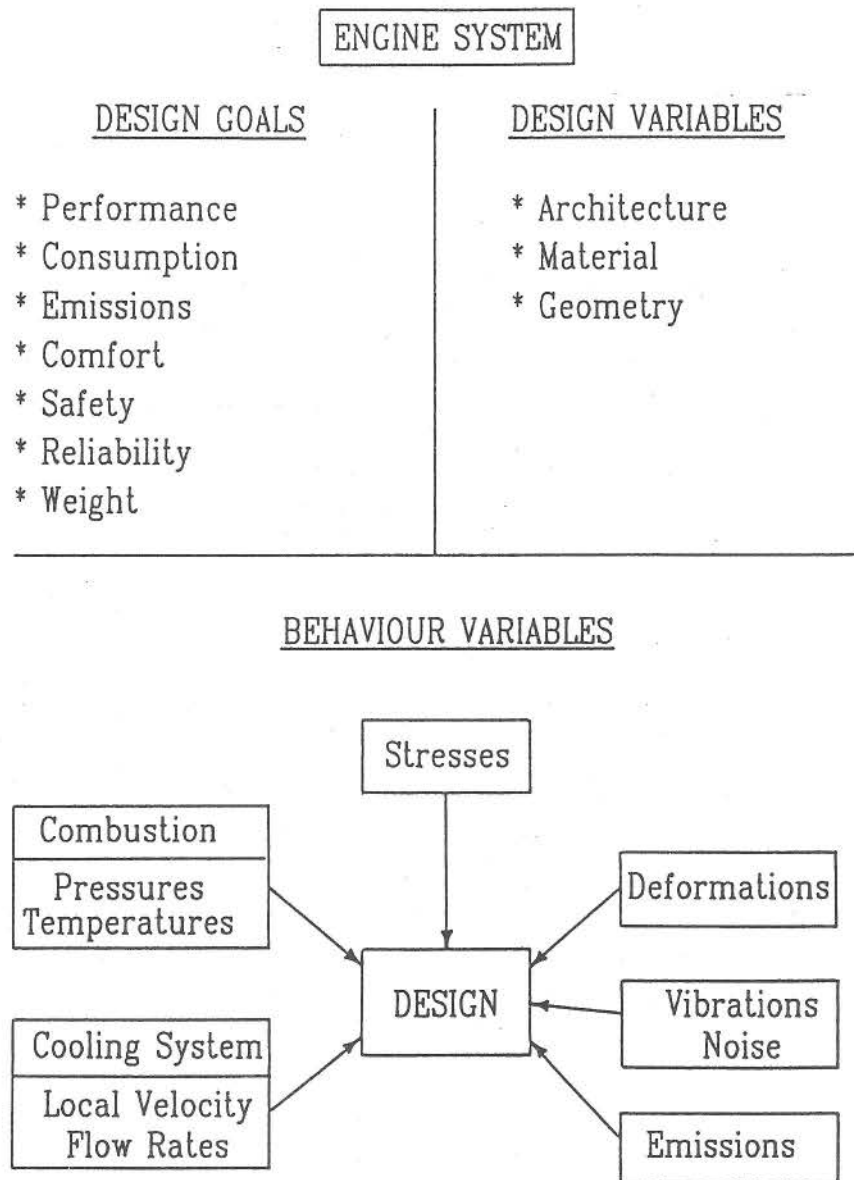 ENGINE SYSTEM
DESIGN GOALS
* Performance
* Consumption
* Emissions
* Comfort
* Safety
* Reliability
* Weight
DESIGN VARIABLES
* Architecture
* Material
* Geometry
BEHAVIOUR VARIABLES
Stresses
Combustion
Pressures
Temperatures
Cooling System
Local Velocity
Flow Rates
DESIGN
Deformations
Vibrations
Noise
Emissions